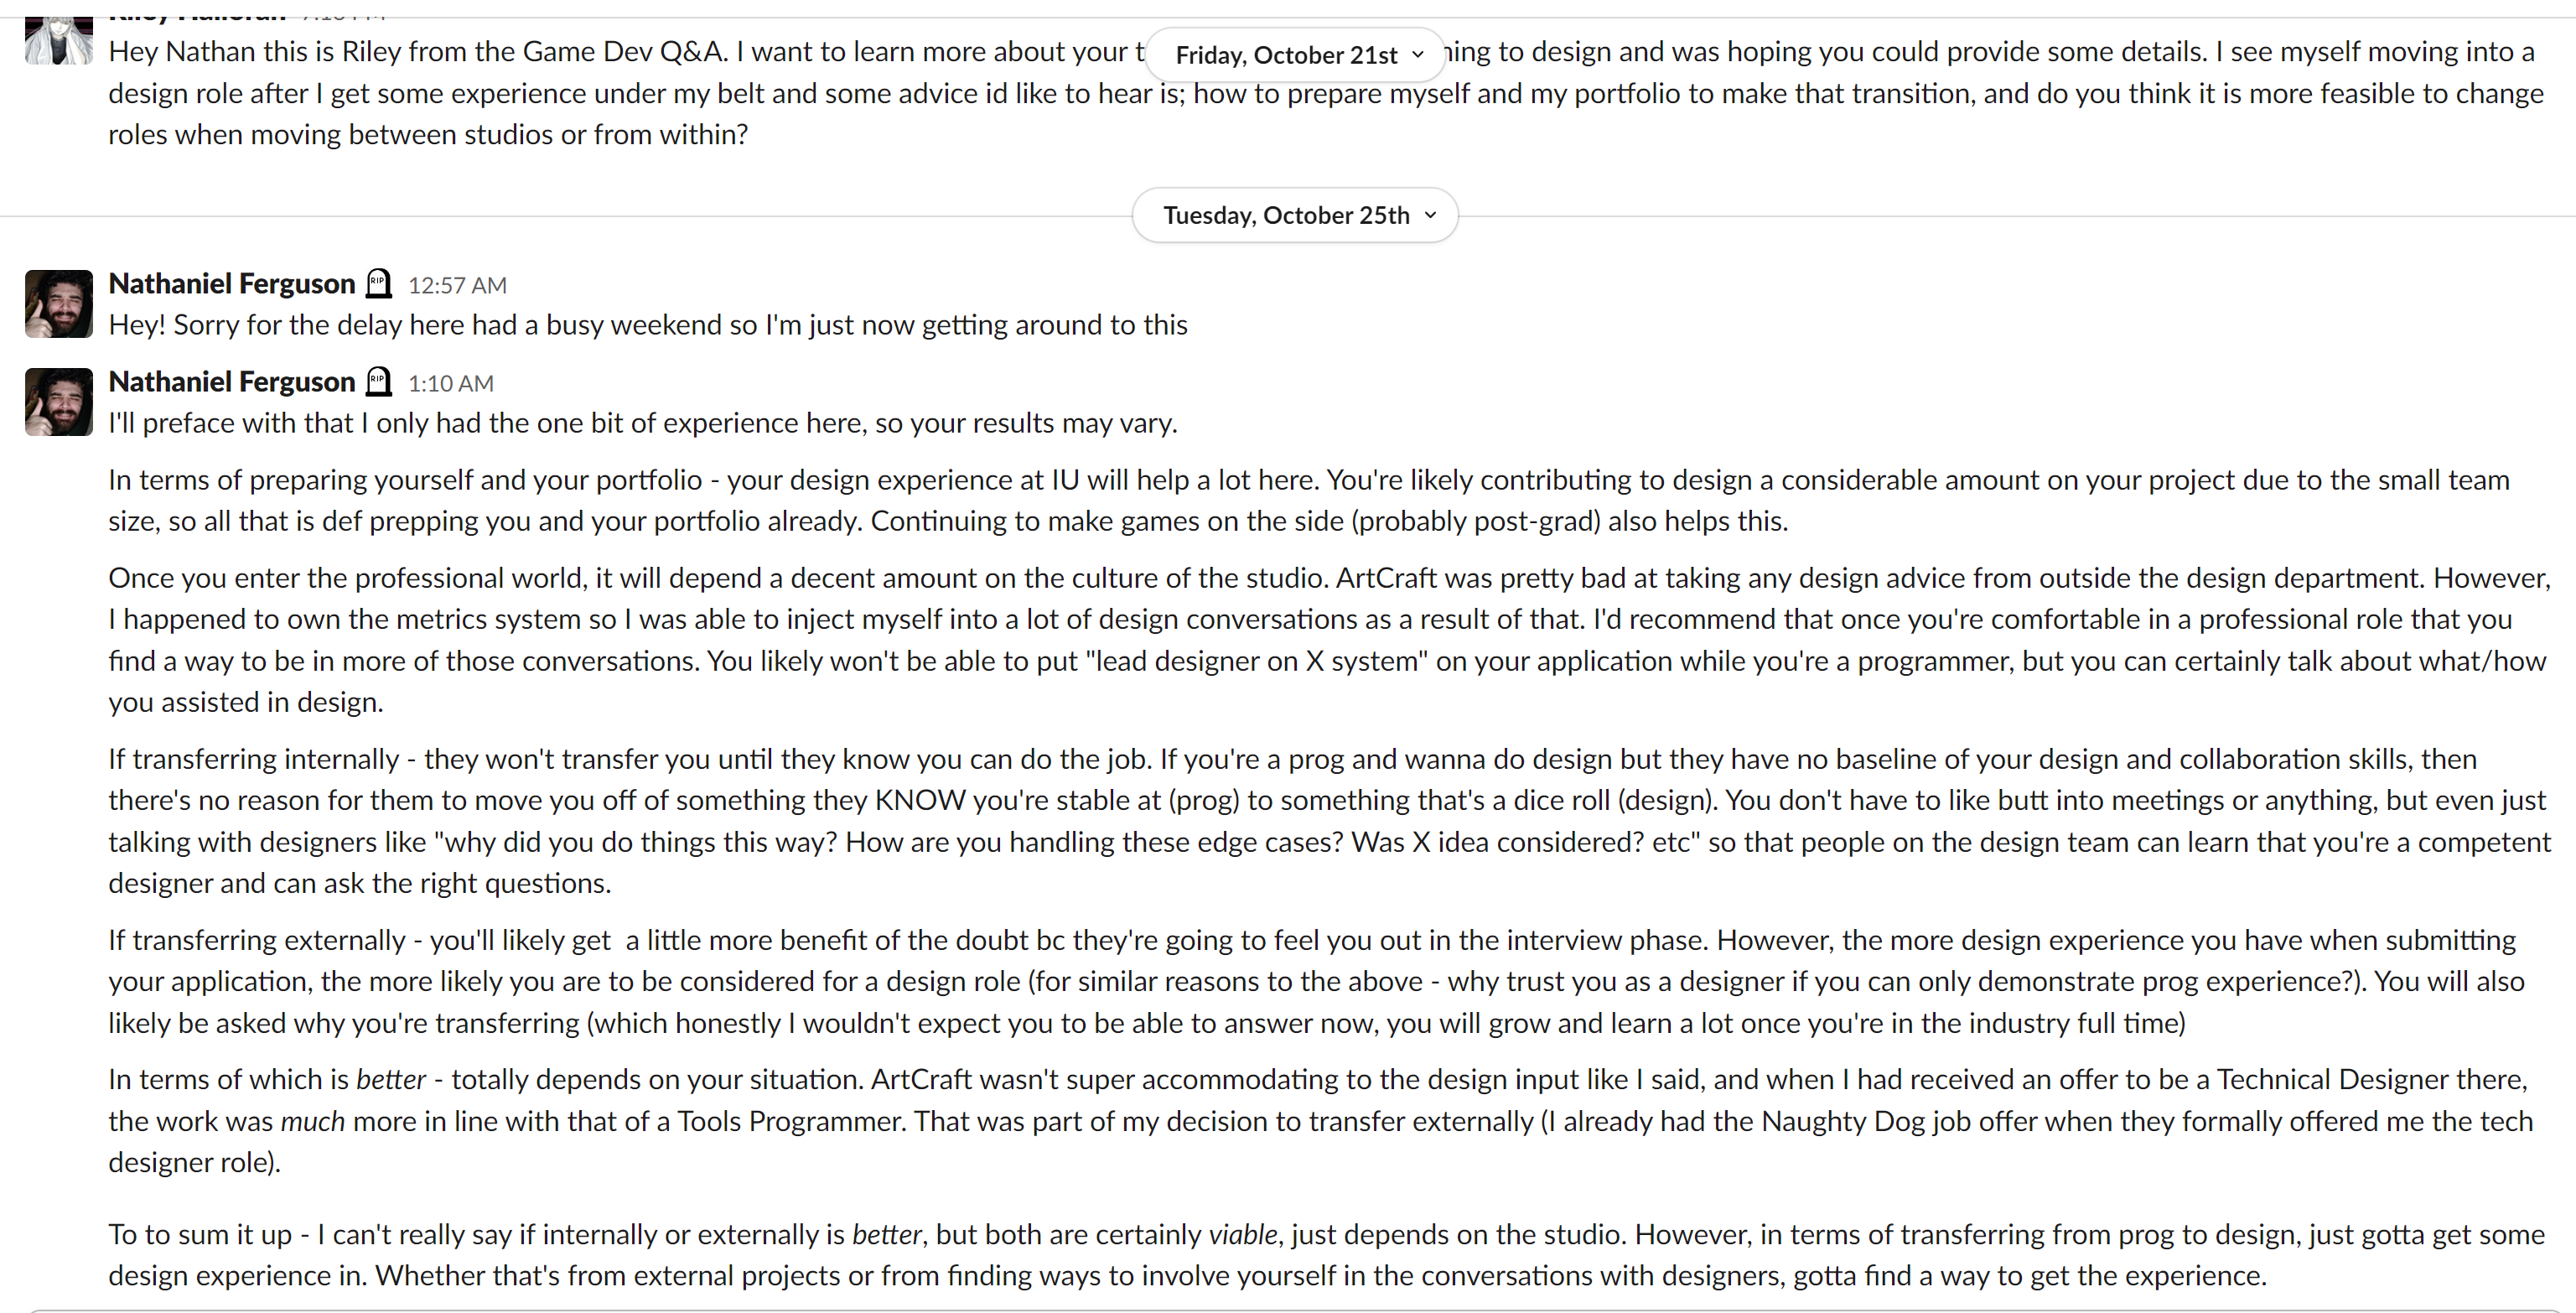 Hey Nathan this is Riley from the Game Dev Q&A. I want to learn more about your t
Friday, October 21st
ning to design and was hoping you could provide some details. I see myself moving into a
design role after I get some experience under my belt and some advice id like to hear is; how to prepare myself and my portfolio to make that transition, and do you think it is more feasible to change
roles when moving between studios or from within?
Tuesday, October 25th
Nathaniel Ferguson RIP 12:57 AM
Hey! Sorry for the delay here had a busy weekend so I'm just now getting around to this
Nathaniel Ferguson RIP 1:10 AM
I'll preface with that I only had the one bit of experience here, so your results may vary.
In terms of preparing yourself and your portfolio - your design experience at IU will help a lot here. You're likely contributing to design a considerable amount on your project due to the small team
size, so all that is def prepping you and your portfolio already. Continuing to make games on the side (probably post-grad) also helps this.
Once you enter the professional world, it will depend a decent amount on the culture of the studio. ArtCraft was pretty bad at taking any design advice from outside the design department. However,
I happened to own the metrics system so I was able to inject myself into a lot of design conversations as a result of that. I'd recommend that once you're comfortable in a professional role that you
find a way to be in more of those conversations. You likely won't be able to put "lead designer on X system" on your application while you're a programmer, but you can certainly talk about what/how
you assisted in design.
If transferring internally - they won't transfer you until they know you can do the job. If you're a prog and wanna do design but they have no baseline of your design and collaboration skills, then
there's no reason for them to move you off of something they KNOW you're stable at (prog) to something that's a dice roll (design). You don't have to like butt into meetings or anything, but even just
talking with designers like "why did you do things this way? How are you handling these edge cases? Was X idea considered? etc" so that people on the design team can learn that you're a competent
designer and can ask the right questions.
If transferring externally - you'll likely get  a little more benefit of the doubt bc they're going to feel you out in the interview phase. However, the more design experience you have when submitting
your application, the more likely you are to be considered for a design role (for similar reasons to the above - why trust you as a designer if you can only demonstrate prog experience?). You will also
likely be asked why you're transferring (which honestly I wouldn't expect you to be able to answer now, you will grow and learn a lot once you're in the industry full time)
In terms of which is better - totally depends on your situation. ArtCraft wasn't super accommodating to the design input like I said, and when I had received an offer to be a Technical Designer there,
the work was much more in line with that of a Tools Programmer. That was part of my decision to transfer externally (I already had the Naughty Dog job offer when they formally offered me the tech
designer role).
To to sum it up - I can't really say if internally or externally is better, but both are certainly viable, just depends on the studio. However, in terms of transferring from prog to design, just gotta get some
design experience in. Whether that's from external projects or from finding ways to involve yourself in the conversations with designers, gotta find a way to get the experience.